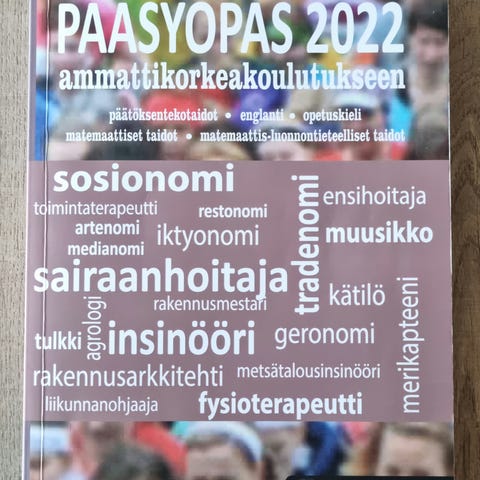 PÄÄSYOPAS 2022
ammattikorkeakoulutukseen
päätöksentekotaidot • englanti • opetuskieli
matemaattiset taidot • matemaattis-luonnontieteelliset taidot
sosionomi
tradenomi
ensihoitaja
toimintaterapeutti
restonomi
artenomi
iktyonomi
muusikko
medianomi
sairaanhoitaja
kätilö
merikapteeni
agrologi
rakennusmestari
tulkki
insinööri
geronomi
rakennusarkkitehti
metsätalousinsinööri
liikunnanohjaaja
fysioterapeutti